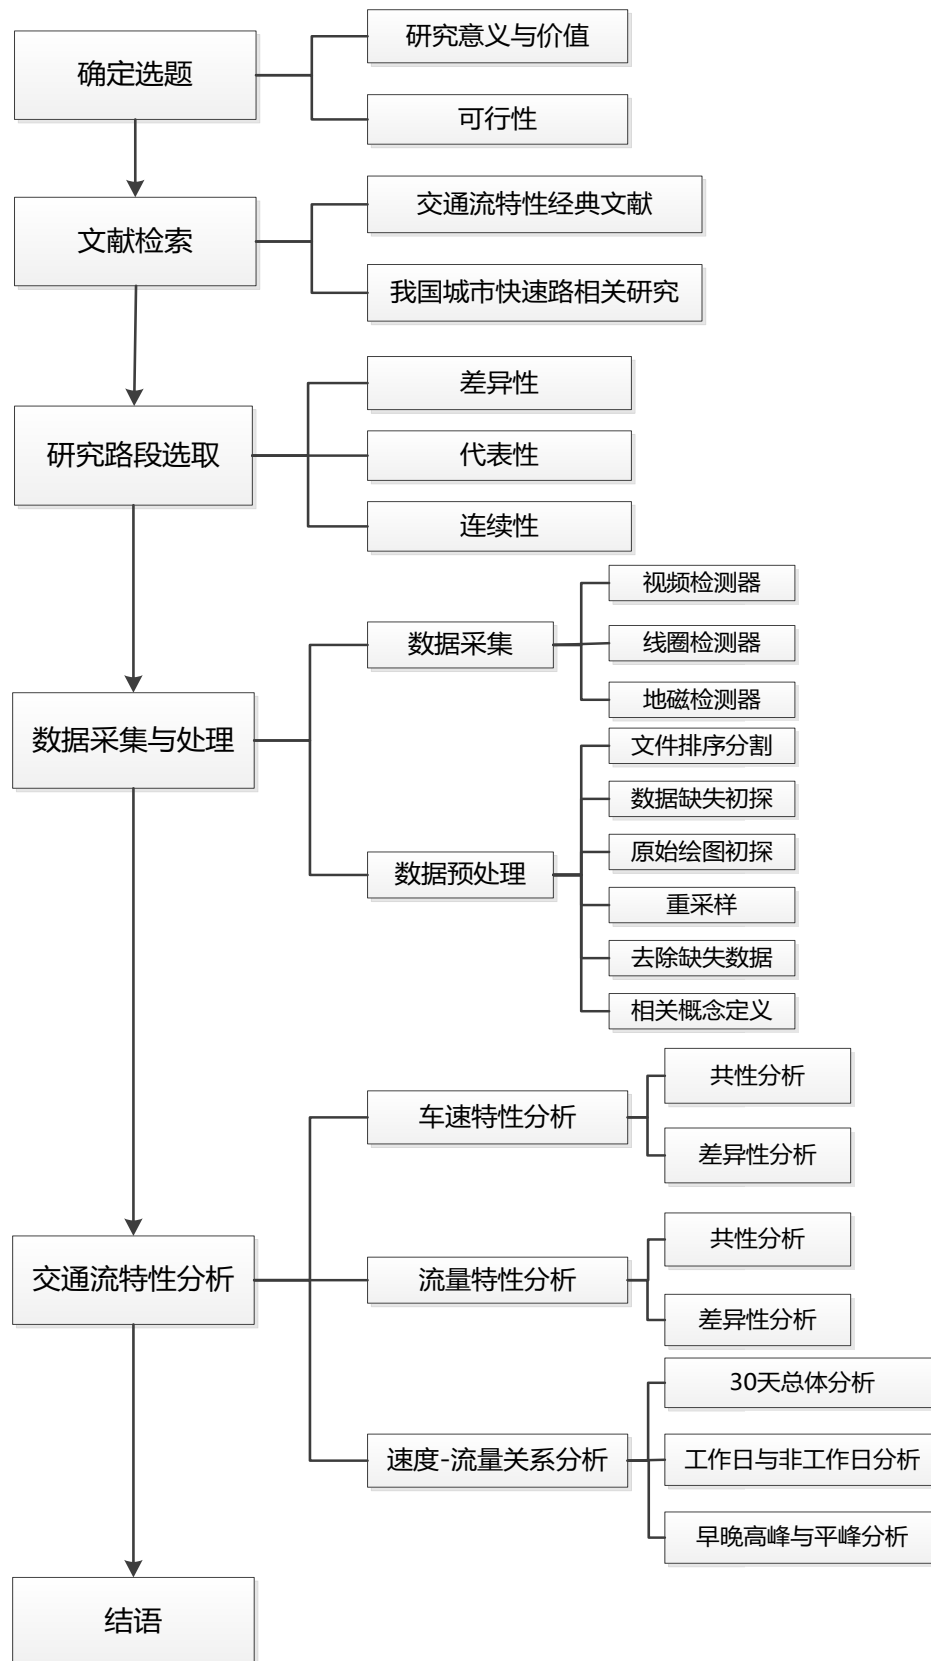 确定选题
研究意义与价值
可行性
文献检索
交通流特性经典文献
我国城市快速路相关研究
研究路段选取
差异性
代表性
连续性
数据采集与处理
数据采集
视频检测器
线圈检测器
地磁检测器
数据预处理
文件排序分割
数据缺失初探
原始绘图初探
重采样
去除缺失数据
相关概念定义
交通流特性分析
车速特性分析
共性分析
差异性分析
流量特性分析
共性分析
差异性分析
速度-流量关系分析
30天总体分析
工作日与非工作日分析
早晚高峰与平峰分析
结语